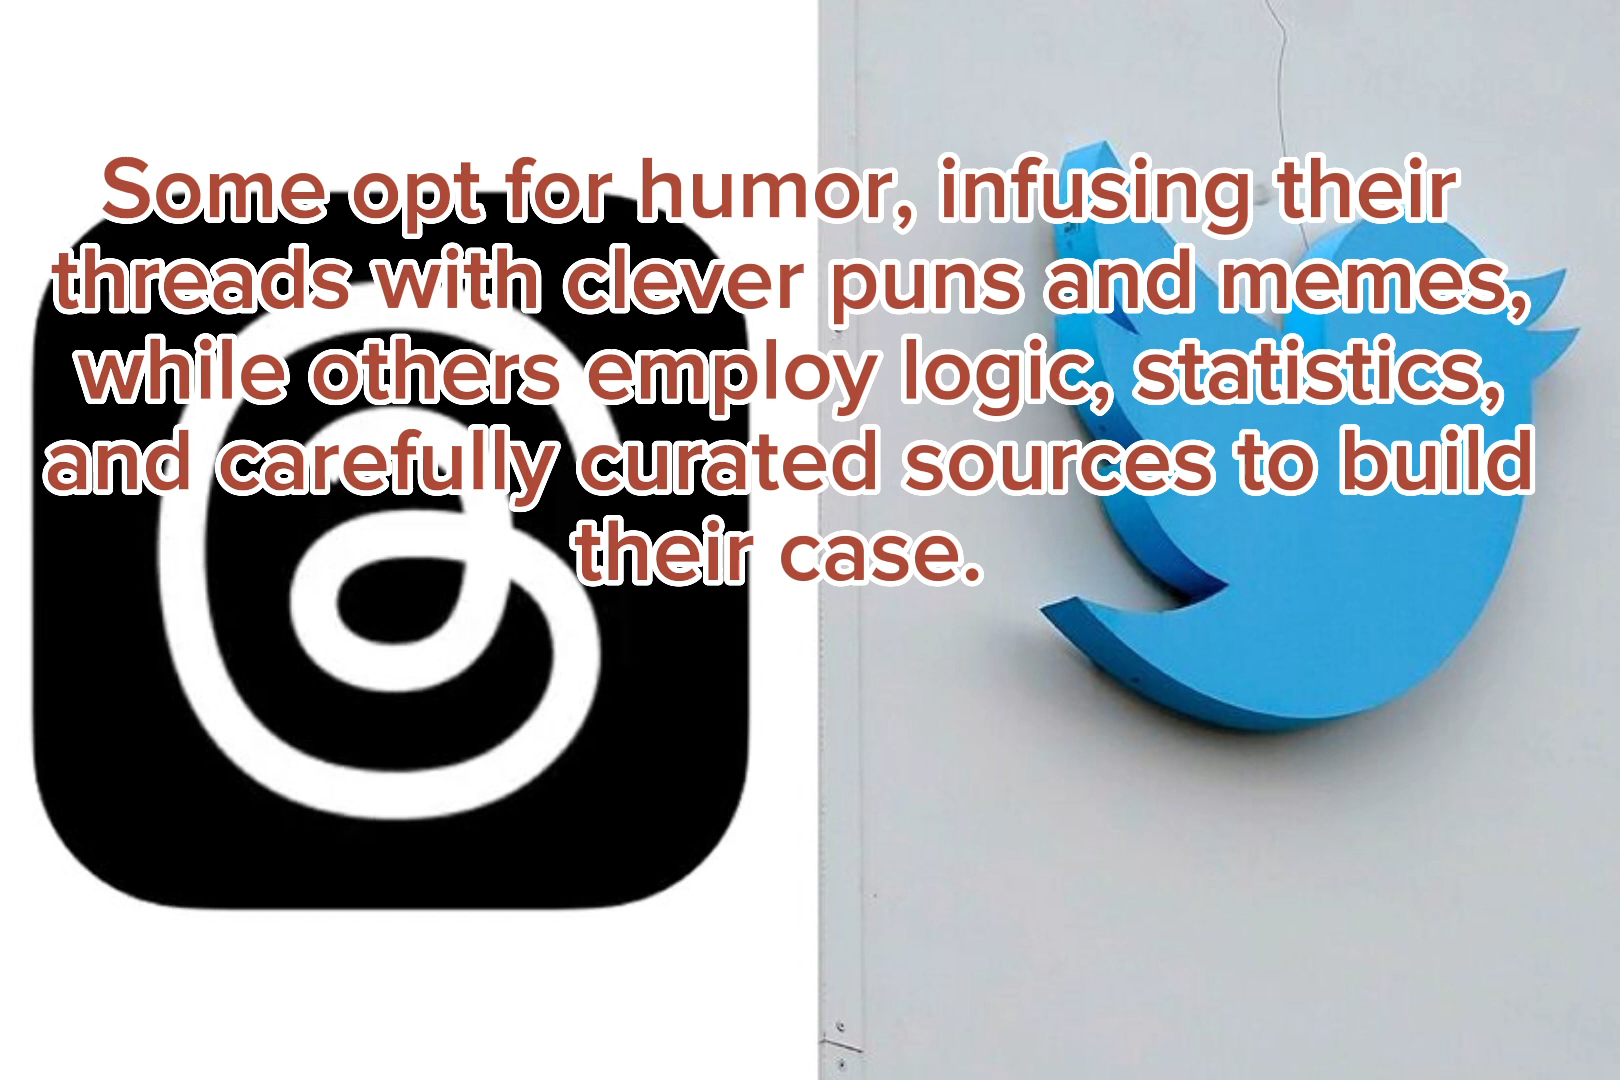 Some opt for humor, infusing their
threads with clever puns and memes,
while others employ logic, statistics,
and carefully curated sources to build
their case.